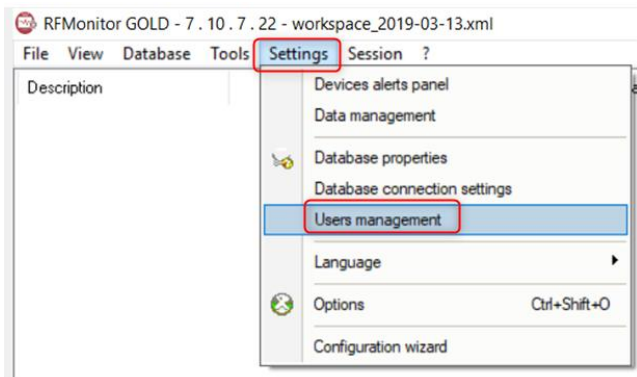 RFMonitor GOLD - 7 . 10 . 7 . 22 - workspace_2019-03-13.xml
File View Database Tools Settings Session ?
Description
Devices alerts panel
Data management
Database properties
Database connection settings
Users management
Language
Options Ctrl+Shift+O
Configuration wizard